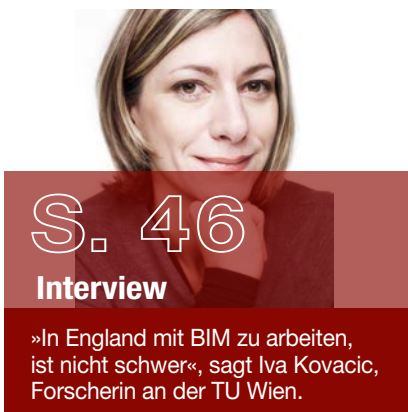 S. 46
Interview
»In England mit BIM zu arbeiten,
ist nicht schwer«, sagt Iva Kovacic,
Forscherin an der TU Wien.